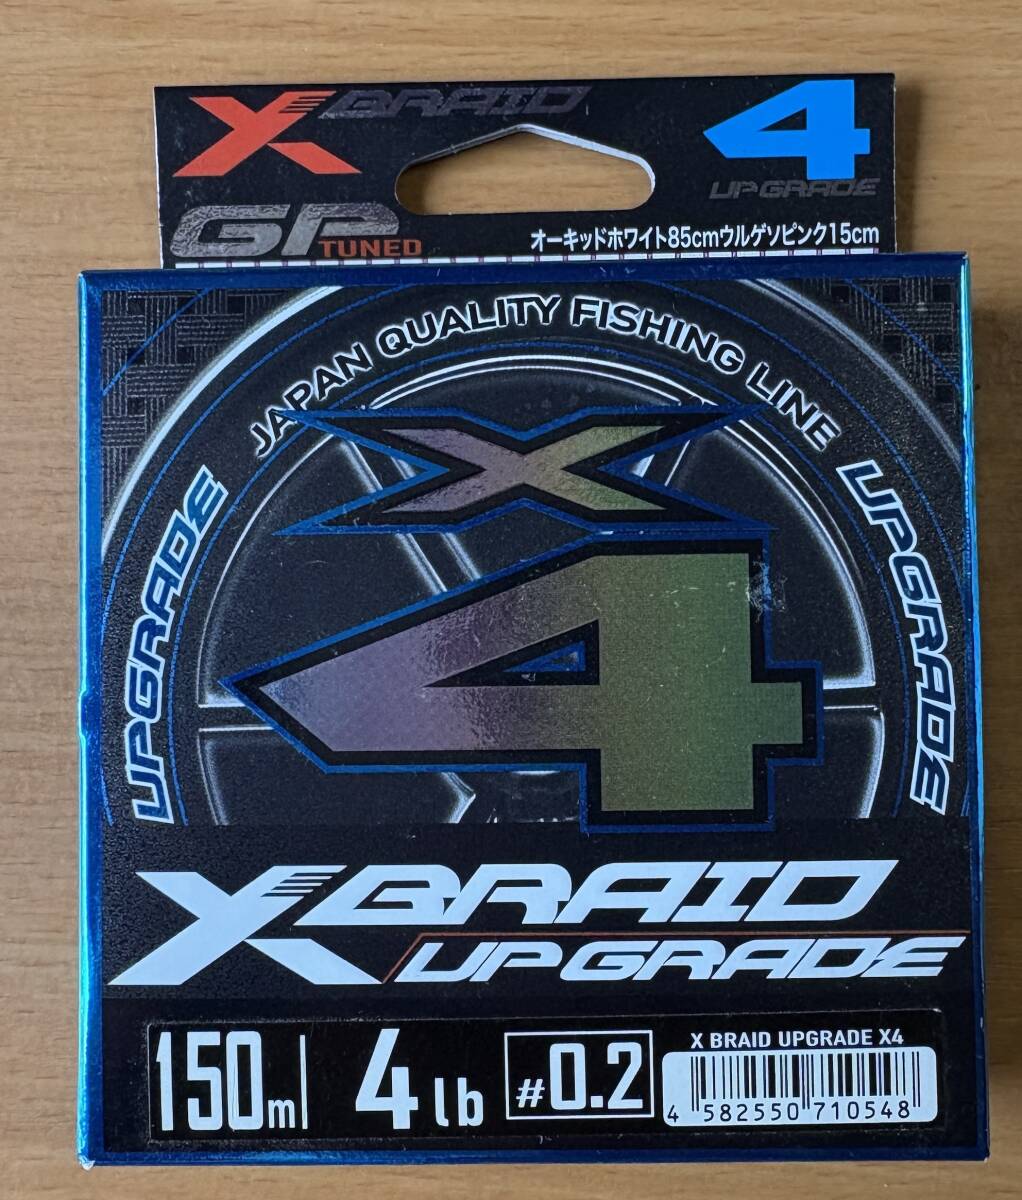 X BRAID
4
UPGRADE
GP TUNED
オーキッドホワイト85cmウルゲソピンク15cm
JAPAN QUALITY FISHING LINE
UPGRADE
UPGRADE
X
4
XBRAID
UPGRADE
150m
4lb
#0.2
X BRAID UPGRADE X4
4 582550 710548